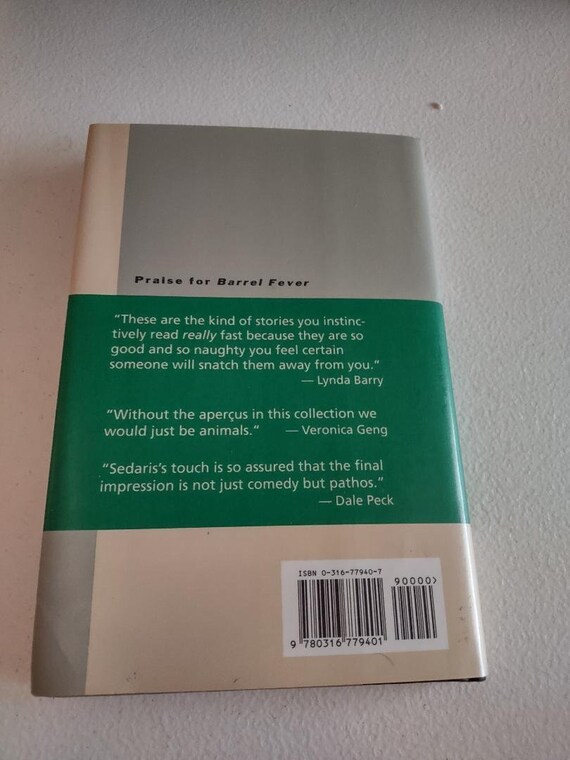 Praise for Barrel Fever
"These are the kind of stories you instinc-
tively read really fast because they are so
good and so naughty you feel certain
someone will snatch them away from you."
— Lynda Barry
"Without the aperçus in this collection we
would just be animals." — Veronica Geng
"Sedaris's touch is so assured that the final
impression is not just comedy but pathos."
— Dale Peck
ISBN 0-316-77940-7
90000>
9 780316 779401